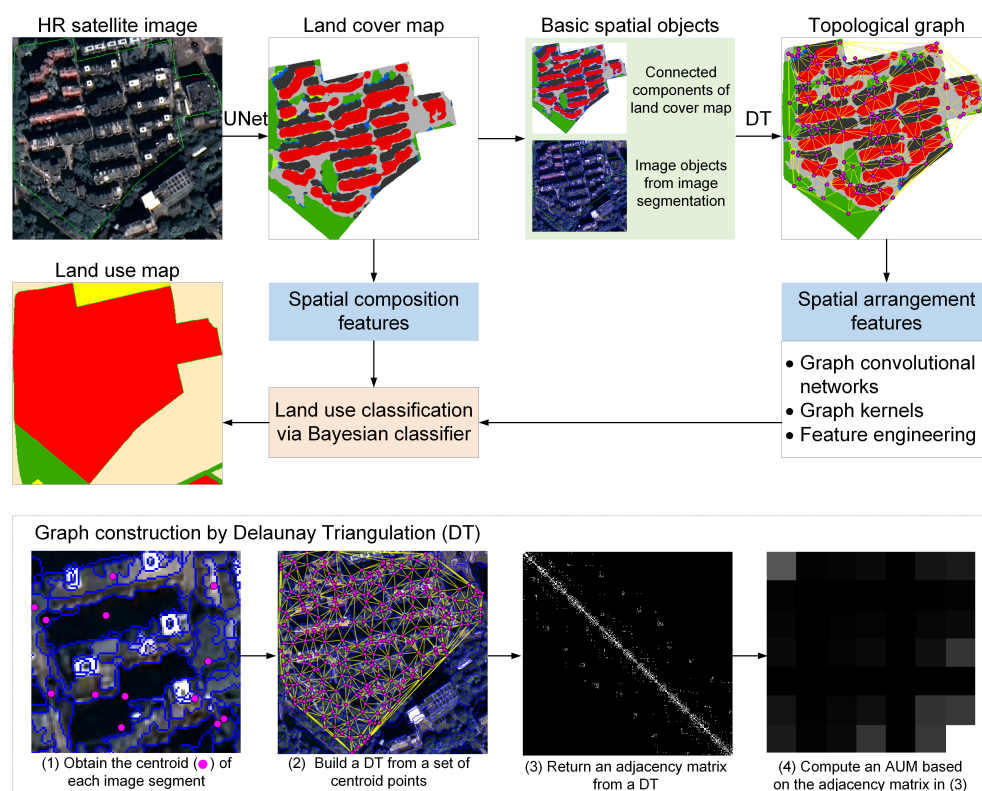 HR satellite image
Land cover map
Basic spatial objects
Topological graph
UNet
Connected
components of
land cover map
Image objects
from image
segmentation
DT
Land use map
Spatial composition
features
Spatial arrangement
features
Land use classification
via Bayesian classifier
● Graph convolutional
networks
● Graph kernels
● Feature engineering
Graph construction by Delaunay Triangulation (DT)
(1) Obtain the centroid (●) of
each image segment
(2) Build a DT from a set of
centroid points
(3) Return an adjacency matrix
from a DT
(4) Compute an AUM based
on the adjacency matrix in (3)